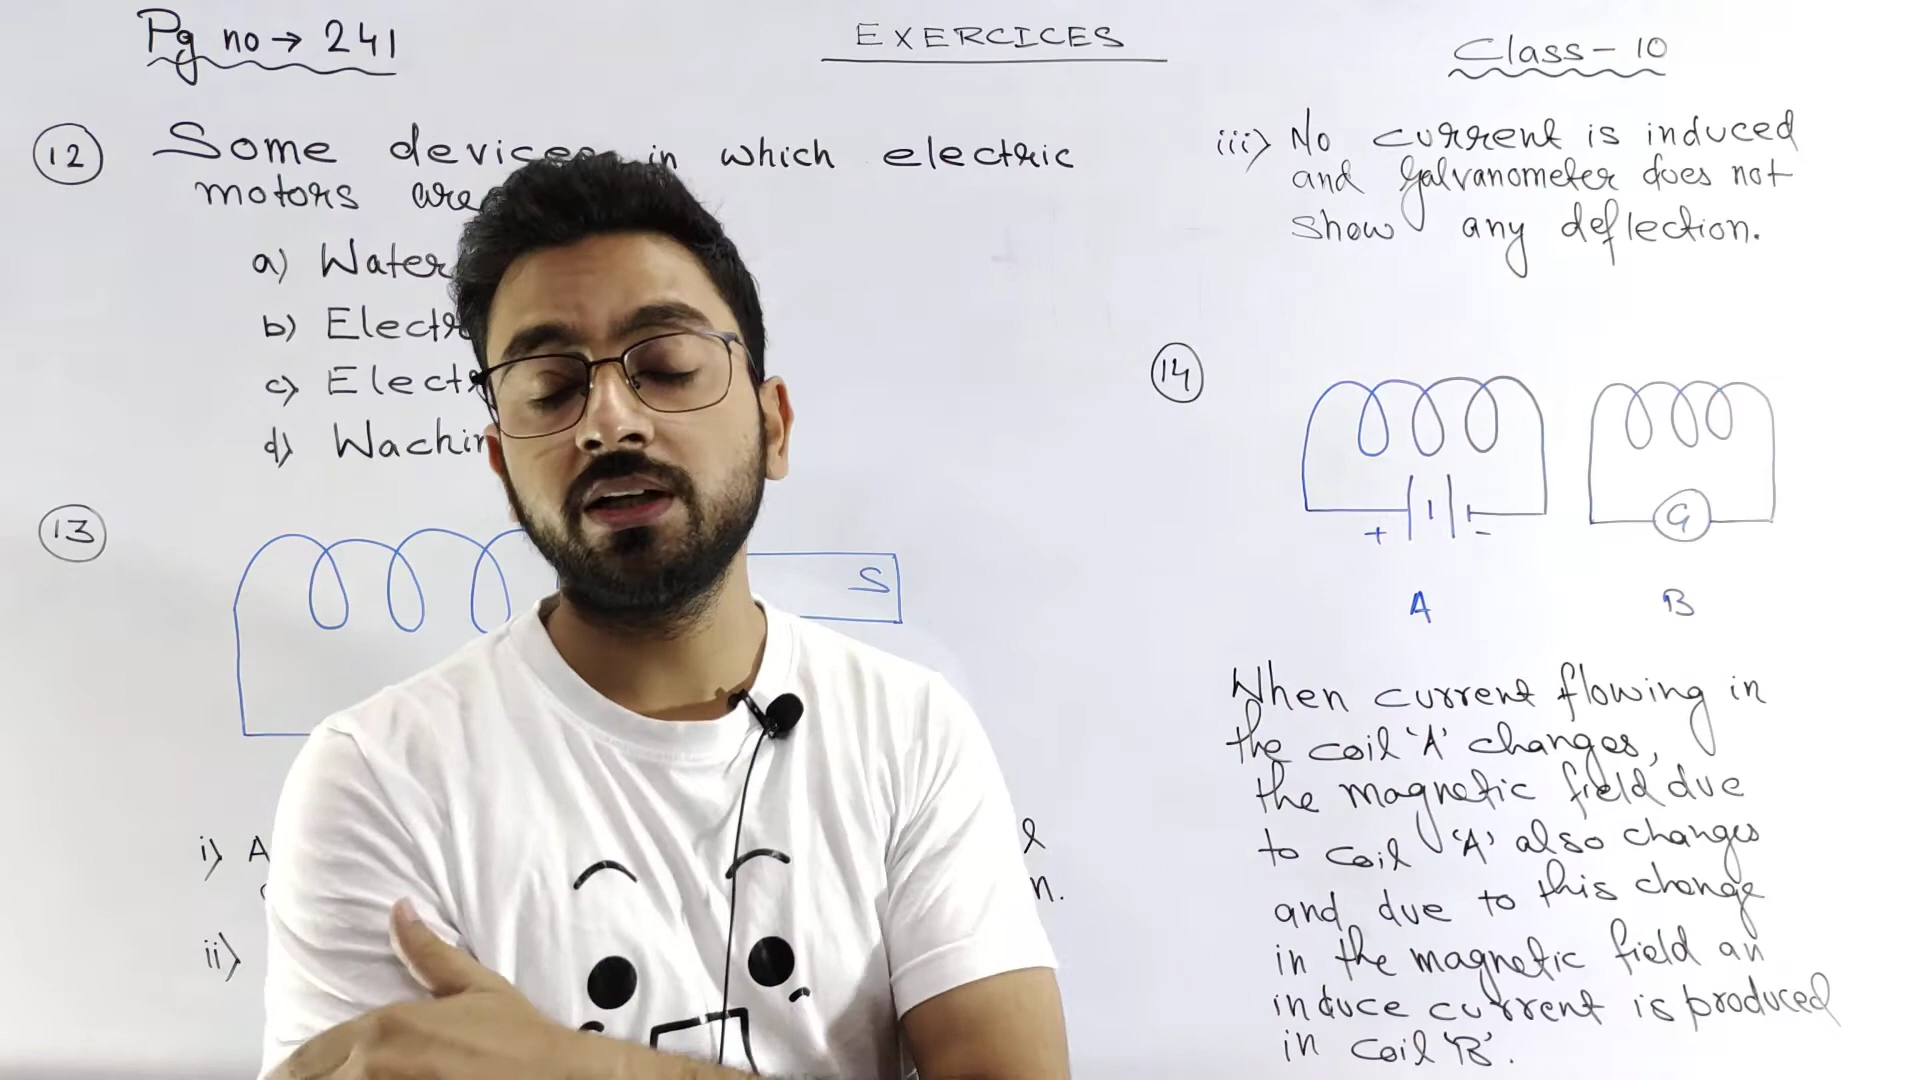 Pg no → 241
EXERCICES
Class - 10
12 Some devices in which electric
motors are
a) Water
b)
c)
d)
13
S
i)
ii)
iii) No current is induced
and galvanometer does not
show any deflection.
14
+ -
G
A B
When current flowing in
the coil 'A' changes,
the magnetic field due
to coil 'A' also changes
and due to this change
in the magnetic field an
induce current is produced
in coil 'B'.